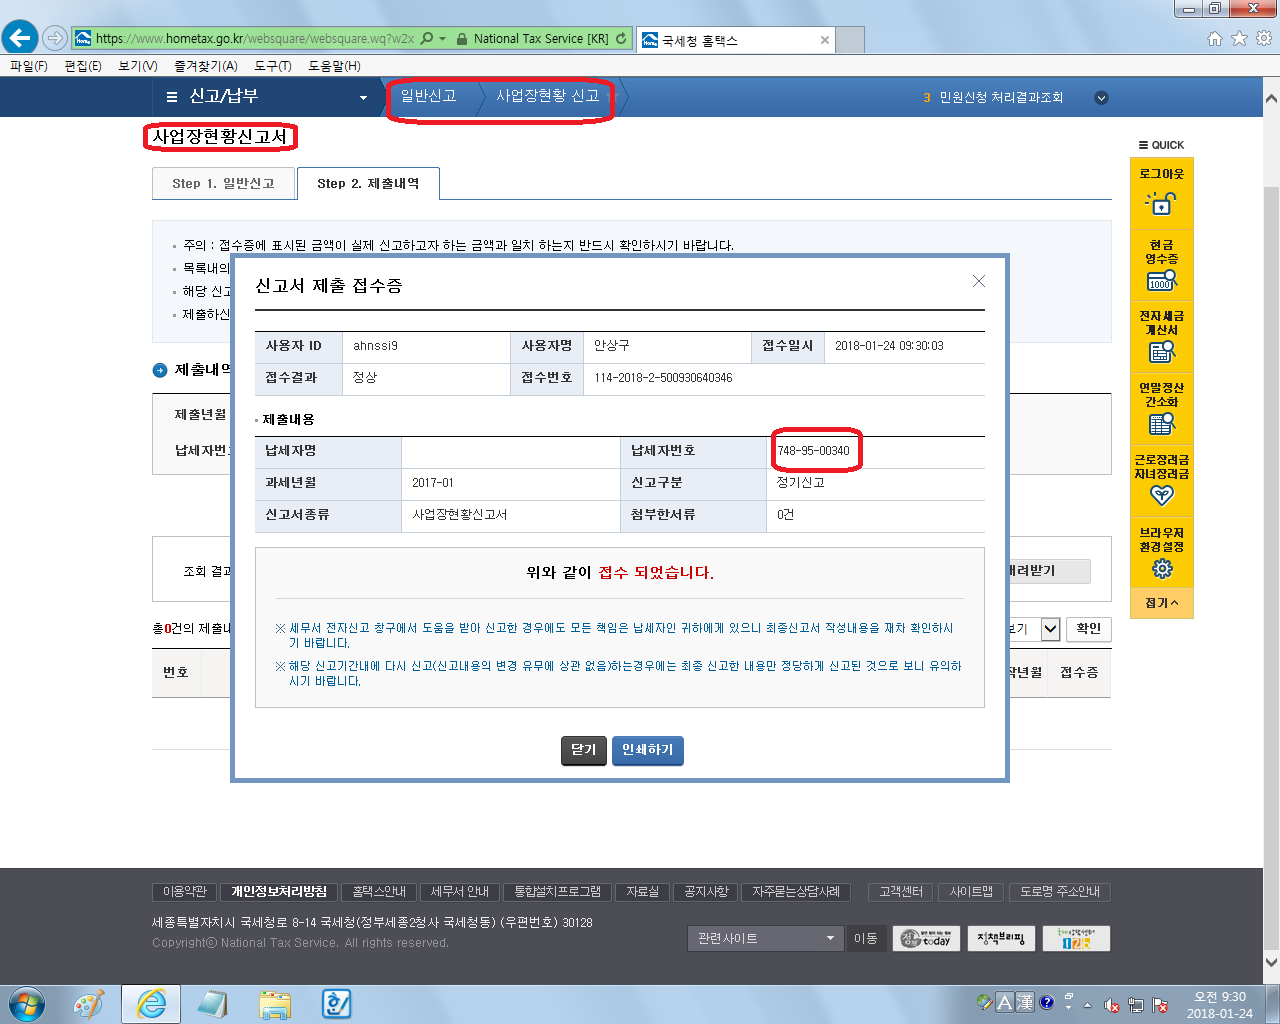 https://www.hometax.go.kr/websquare/websquare.wq?w2x
National Tax Service [KR]
국세청 홈택스
파일(F) 편집(E) 보기(V) 즐겨찾기(A) 도구(T) 도움말(H)
신고/납부
일반신고
사업장현황 신고
3 민원신청 처리결과조회
사업장현황신고서
QUICK
Step 1. 일반신고
Step 2. 제출내역
로그아웃
현금
영수증
1000
전자세금
계산서
연말정산
간소화
근로장려금
자녀장려금
브라우저
환경설정
접기
주의 : 접수증에 표시된 금액이 실제 신고하고자 하는 금액과 일치 하는지 반드시 확인하시기 바랍니다.
목록내의
해당 신고
제출하신
제출내역
제출년월
납세자번호
조회 결과
내려받기
총0건의 제출내
보기
확인
번호
작년월
접수증
신고서 제출 접수증
사용자 ID ahnssi9 사용자명 안상구 접수일시 2018-01-24 09:30:03
접수결과 정상 접수번호 114-2018-2-500930640346
제출내용
납세자명 납세자번호 748-95-00340
과세년월 2017-01 신고구분 정기신고
신고서종류 사업장현황신고서 첨부한서류 0건
위와 같이 접수 되었습니다.
※ 세무서 전자신고 창구에서 도움을 받아 신고한 경우에도 모든 책임은 납세자인 귀하에게 있으니 최종신고서 작성내용을 재차 확인하시
기 바랍니다.
※ 해당 신고기간내에 다시 신고(신고내용의 변경 유무에 상관 없음)하는경우에는 최종 신고한 내용만 정당하게 신고된 것으로 보니 유의하
시기 바랍니다.
닫기
인쇄하기
이용약관 개인정보처리방침 홈택스안내 세무서 안내 통합설치프로그램 자료실 공지사항 자주묻는상담사례 고객센터 사이트맵 도로명 주소안내
세종특별자치시 국세청로 8-14 국세청(정부세종2청사 국세청동) (우편번호) 30128
Copyrightⓒ National Tax Service. All rights reserved.
관련사이트
이동
today
정책브리핑
126
A 漢
오전 9:30
2018-01-24